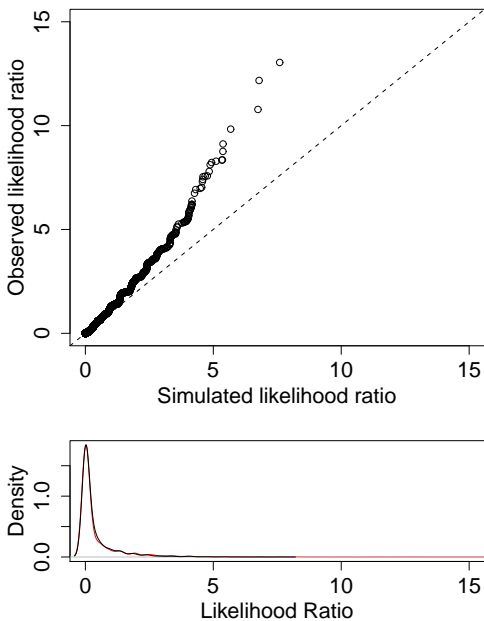 15
10
5
0
Observed likelihood ratio
0 5 10 15
Simulated likelihood ratio
1.0
0.0
Density
0 5 10 15
Likelihood Ratio